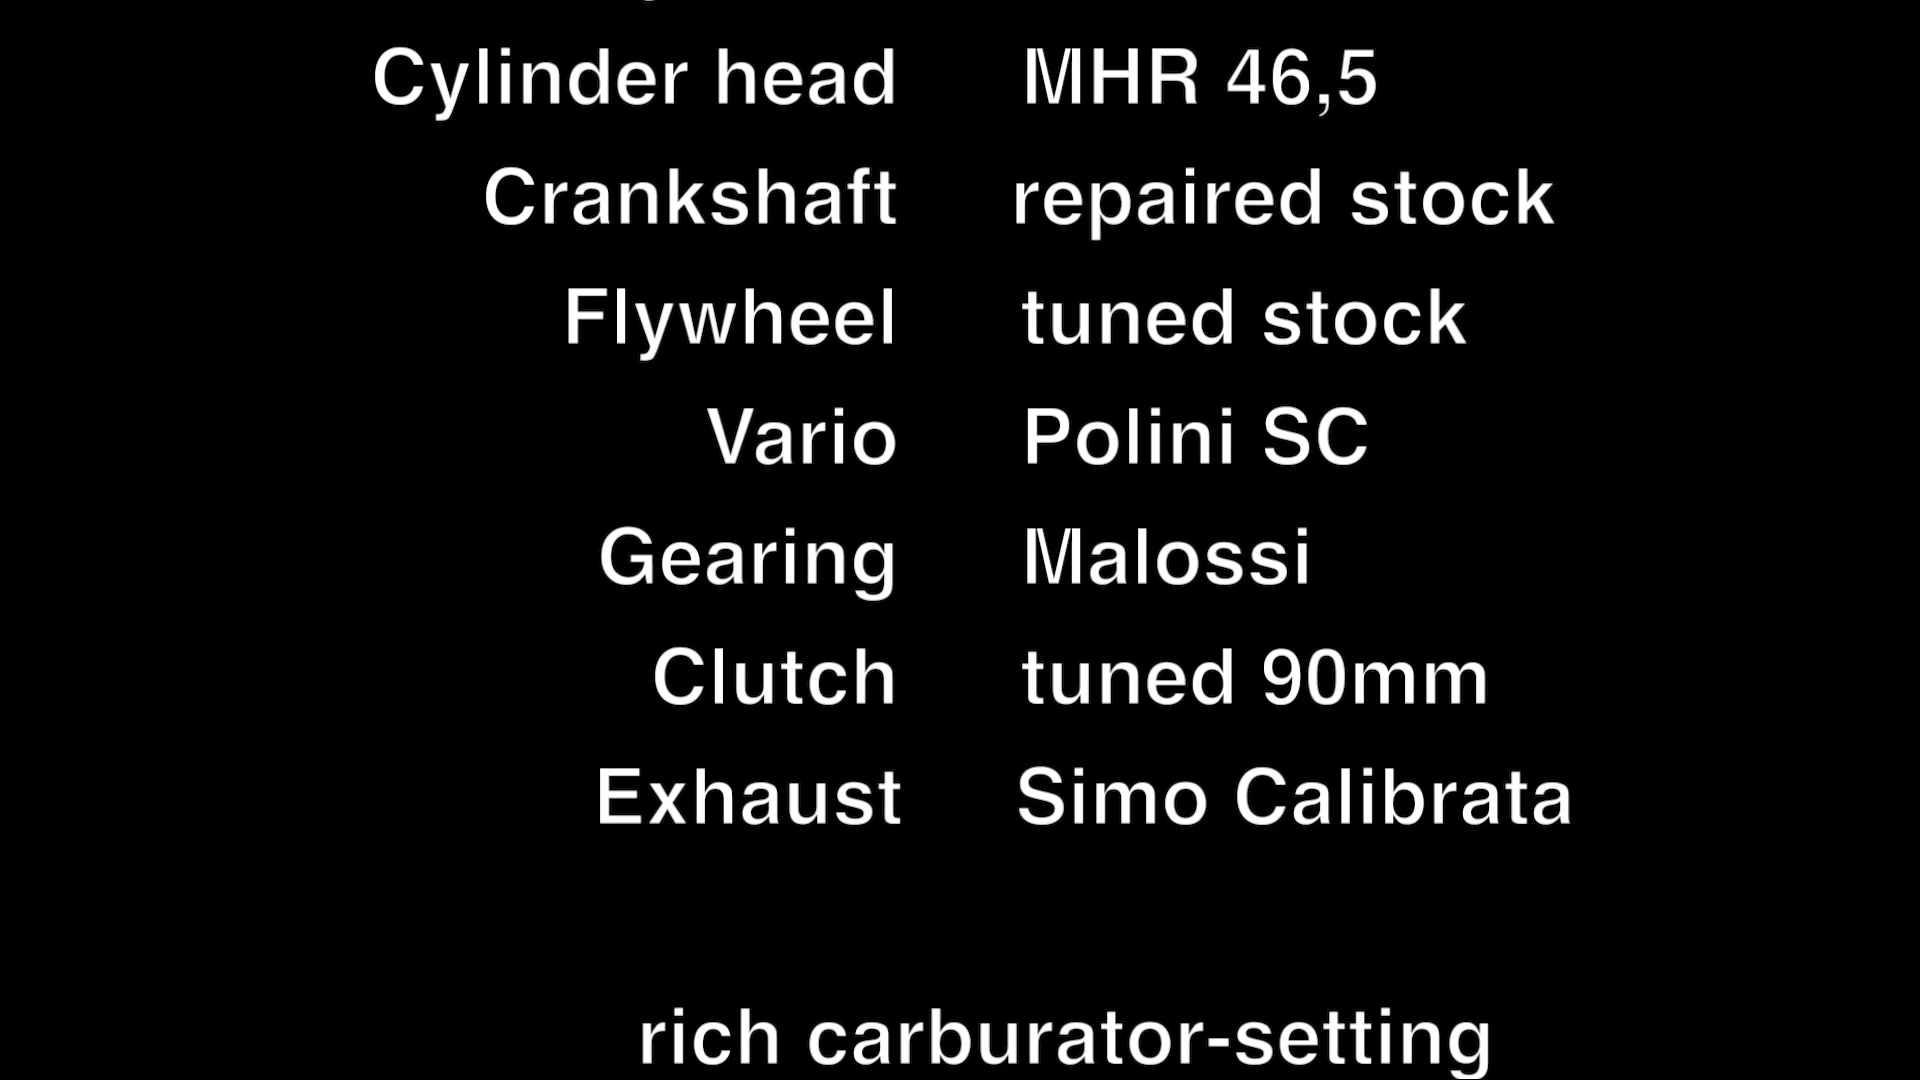 Cylinder head MHR 46,5
Crankshaft repaired stock
Flywheel tuned stock
Vario Polini SC
Gearing Malossi
Clutch tuned 90mm
Exhaust Simo Calibrata
rich carburator-setting